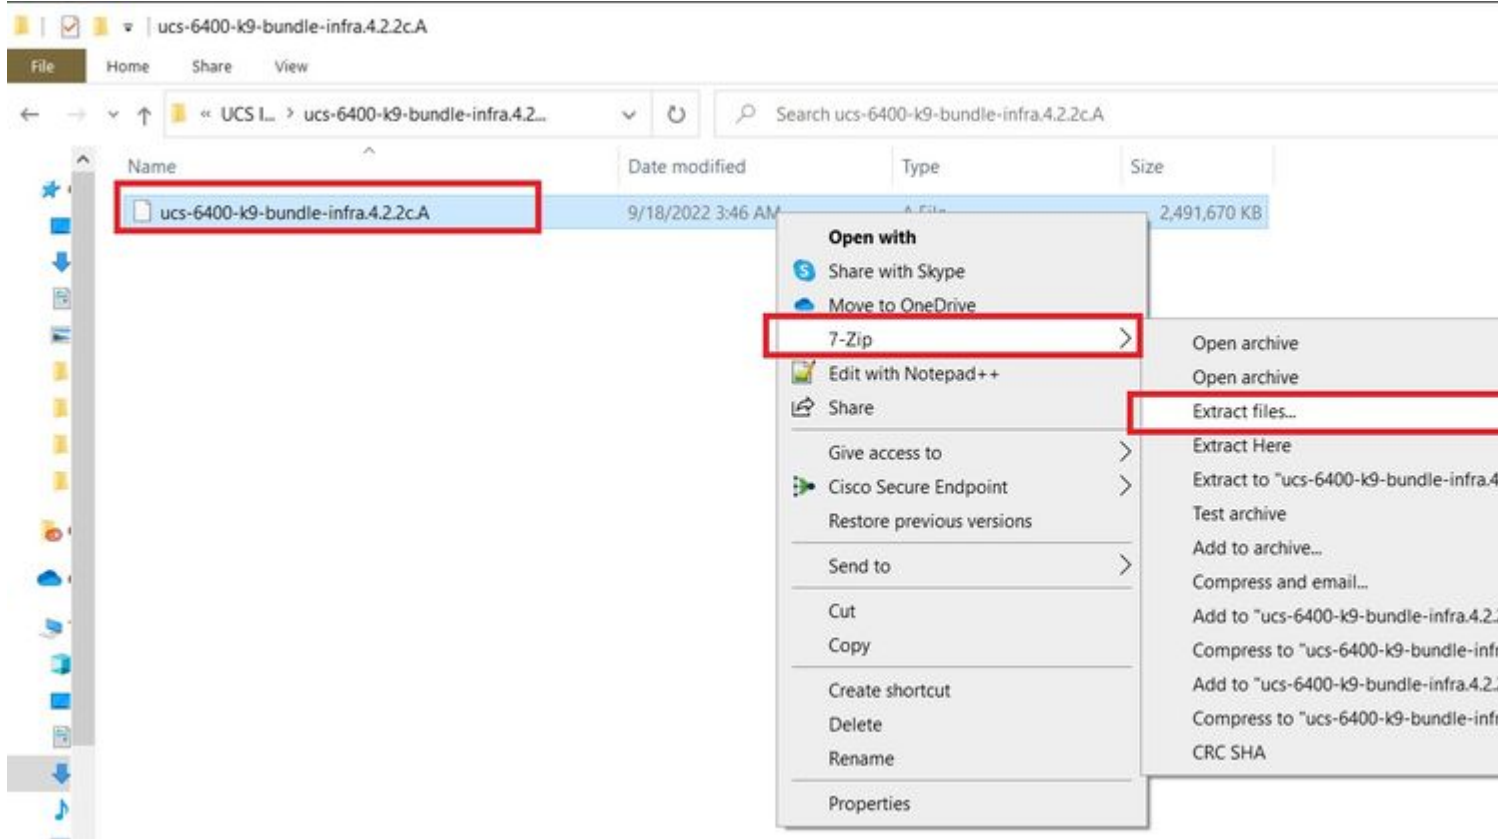 ucs-6400-k9-bundle-infra.4.2.2c.A
File Home Share View
« UCS I... > ucs-6400-k9-bundle-infra.4.2... Search ucs-6400-k9-bundle-infra.4.2.2c.A
Name Date modified Type Size
ucs-6400-k9-bundle-infra.4.2.2c.A 9/18/2022 3:46 AM A File 2,491,670 KB
Open with
Share with Skype
Move to OneDrive
7-Zip
Edit with Notepad++
Share
Give access to
Cisco Secure Endpoint
Restore previous versions
Send to
Cut
Copy
Create shortcut
Delete
Rename
Properties
Open archive
Open archive
Extract files...
Extract Here
Extract to "ucs-6400-k9-bundle-infra.4
Test archive
Add to archive...
Compress and email...
Add to "ucs-6400-k9-bundle-infra.4.2.
Compress to "ucs-6400-k9-bundle-inf
Add to "ucs-6400-k9-bundle-infra.4.2.
Compress to "ucs-6400-k9-bundle-inf
CRC SHA